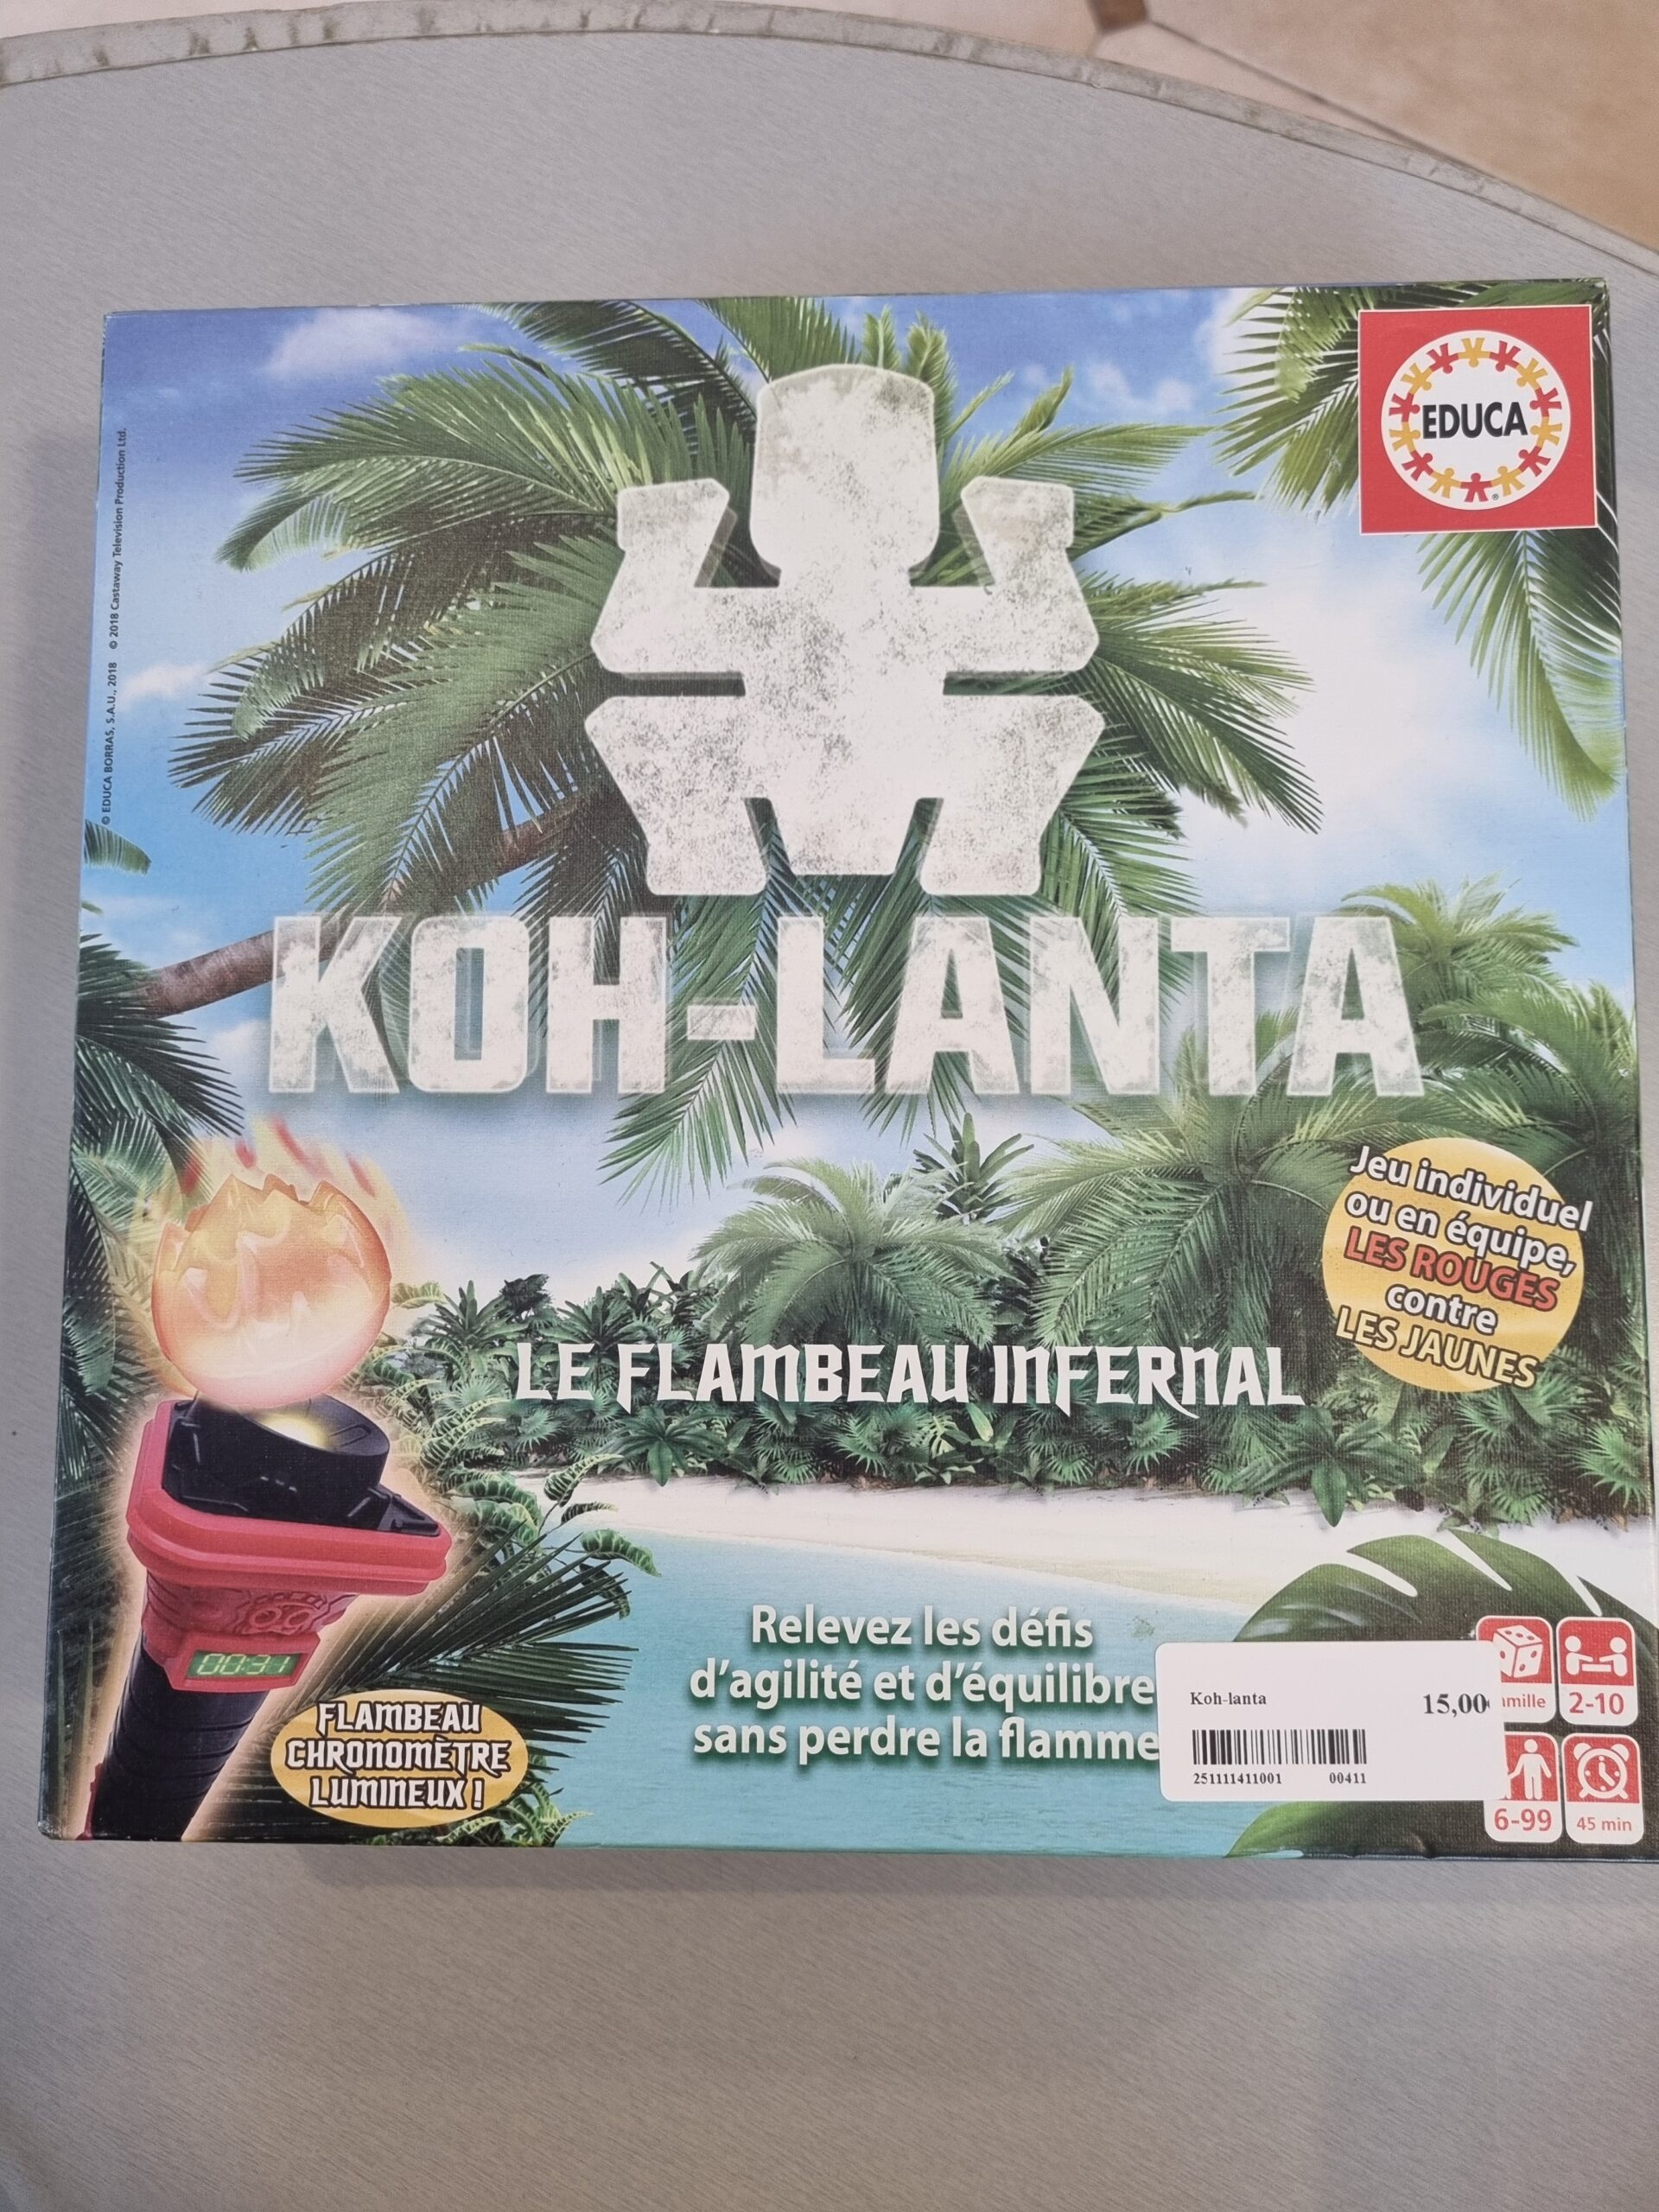 © EDUCA BORRAS, S.A.U., 2018 © 2018 Castaway Television Production Ltd.
EDUCA
KOH-LANTA
Jeu individuel
ou en équipe,
LES ROUGES
contre
LES JAUNES
LE FLAMBEAU INFERNAL
00:31
FLAMBEAU
CHRONOMÈTRE
LUMINEUX !
Relevez les défis
d'agilité et d'équilibre
sans perdre la flamme
Koh-lanta 15,00
251111411001 00411
2-10
6-99
45 min